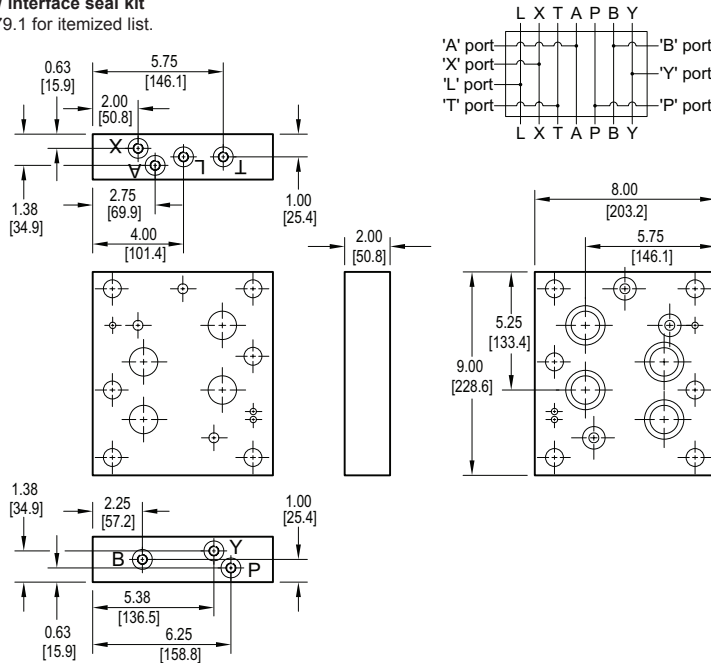 interface seal kit
79.1 for itemized list.
L X T A P B Y
'A' port
'X' port
'L' port
'T' port
'B' port
'Y' port
'P' port
L X T A P B Y
0.63
[15.9]
5.75
[146.1]
2.00
[50.8]
X
A
L
T
1.38
[34.9]
2.75
[69.9]
4.00
[101.4]
1.00
[25.4]
2.00
[50.8]
8.00
[203.2]
5.75
[146.1]
5.25
[133.4]
9.00
[228.6]
1.38
[34.9]
2.25
[57.2]
1.00
[25.4]
B
Y
P
5.38
[136.5]
0.63
[15.9]
6.25
[158.8]